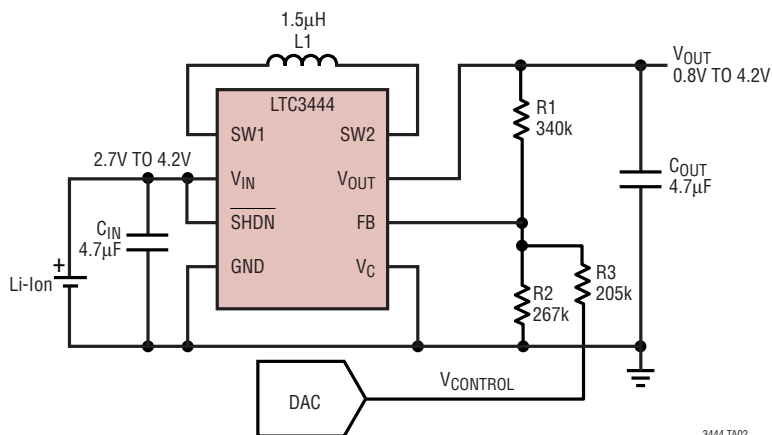 1.5µH
L1
LTC3444
SW1
SW2
VIN
VOUT
SHDN
FB
GND
VC
2.7V TO 4.2V
CIN
4.7µF
Li-Ion
+
VOUT
0.8V TO 4.2V
R1
340k
COUT
4.7µF
R2
267k
R3
205k
DAC
VCONTROL
3444 TA02